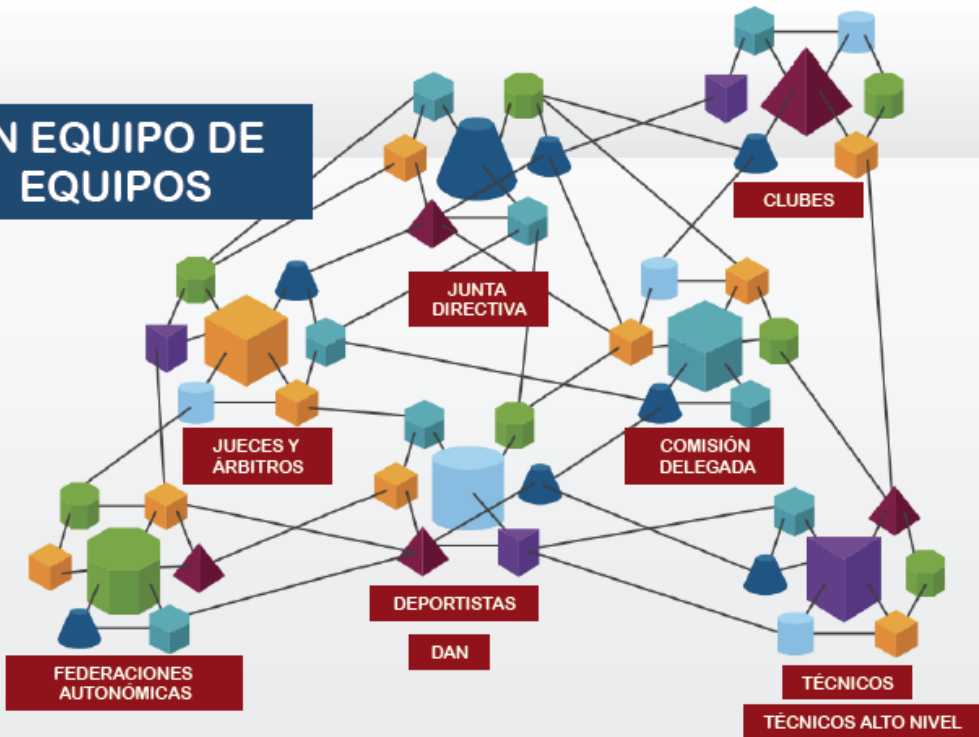 N EQUIPO DE
EQUIPOS
CLUBES
JUNTA
DIRECTIVA
JUECES Y
ÁRBITROS
COMISIÓN
DELEGADA
DEPORTISTAS
DAN
FEDERACIONES
AUTONÓMICAS
TÉCNICOS
TÉCNICOS ALTO NIVEL